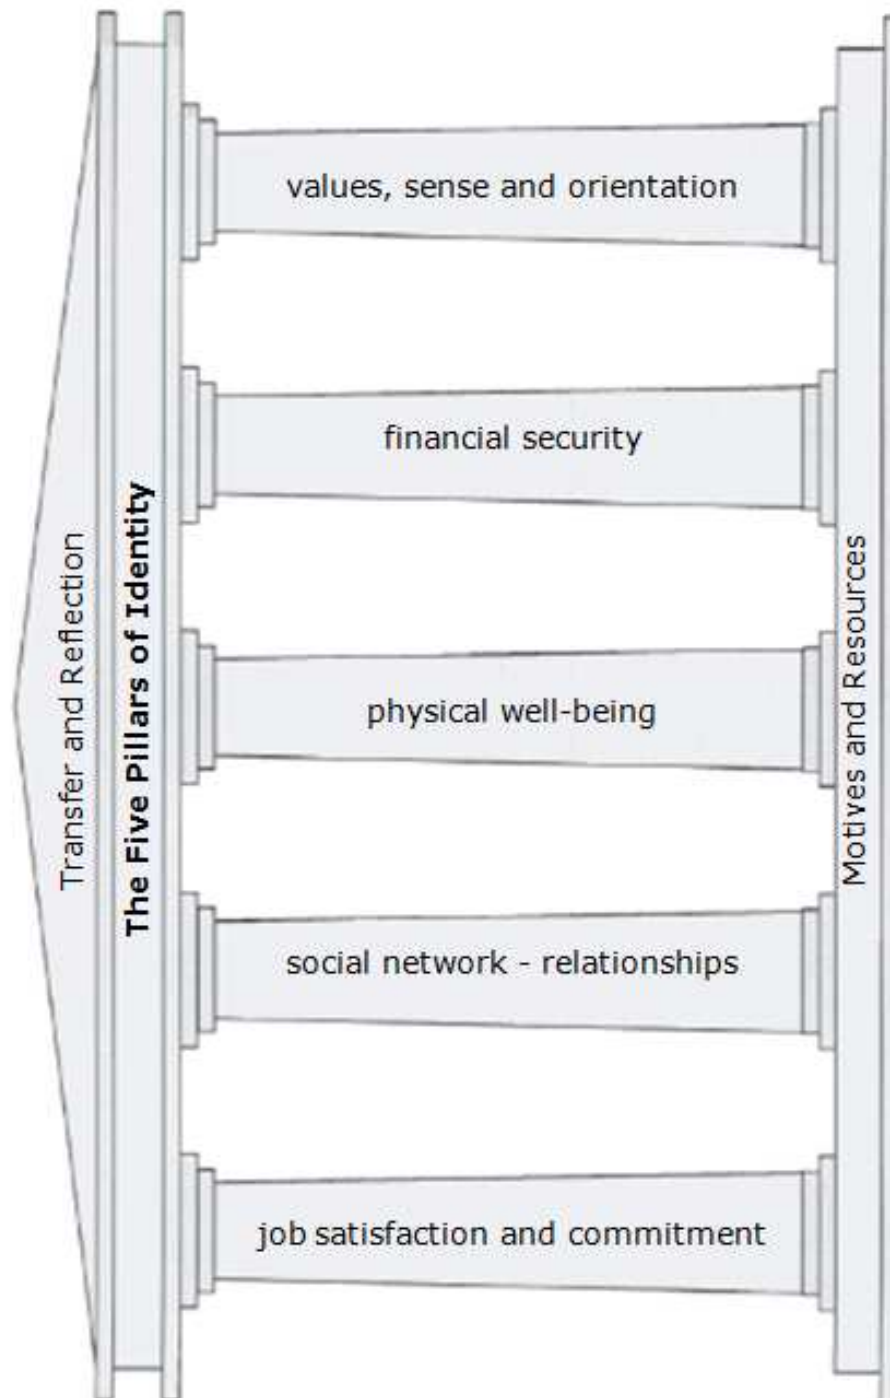 Transfer and Reflection
The Five Pillars of Identity
values, sense and orientation
financial security
physical well-being
social network - relationships
job satisfaction and commitment
Motives and Resources